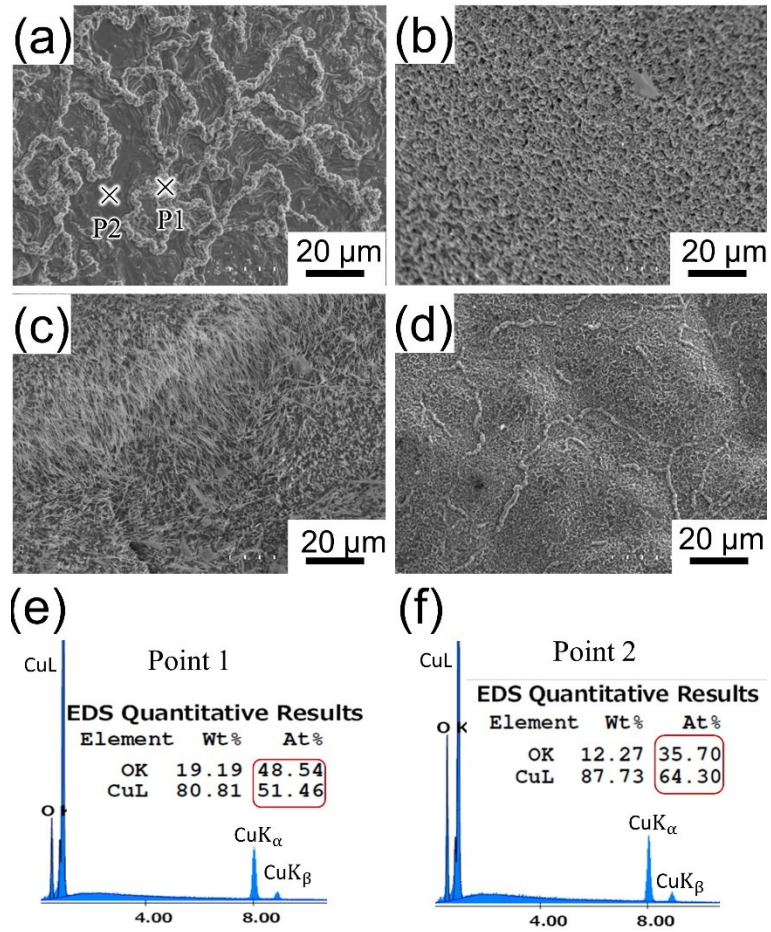 (a)
(b)
P2 P1
20 µm
20 µm
(c)
(d)
20 µm
20 µm
(e)
(f)
CuL
Point 1
EDS Quantitative Results
Element Wt% At%
OK 19.19 48.54
CuL 80.81 51.46
O
CuKα
CuKβ
4.00 8.00
CuL
Point 2
EDS Quantitative Results
Element Wt% At%
OK 12.27 35.70
CuL 87.73 64.30
O K
CuKα
CuKβ
4.00 8.00